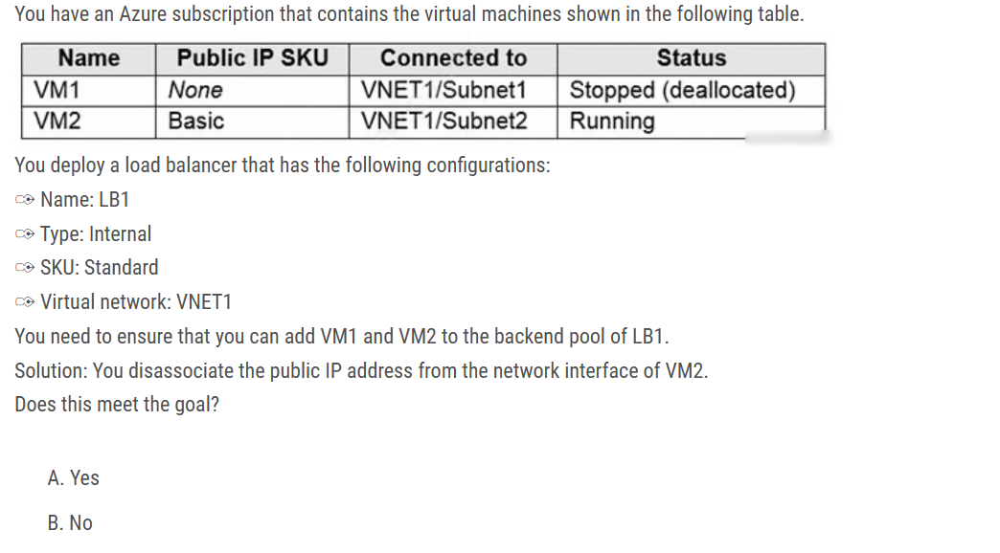 You have an Azure subscription that contains the virtual machines shown in the following table.
Name Public IP SKU Connected to Status
VM1 None VNET1/Subnet1 Stopped (deallocated)
VM2 Basic VNET1/Subnet2 Running
You deploy a load balancer that has the following configurations:
Name: LB1
Type: Internal
SKU: Standard
Virtual network: VNET1
You need to ensure that you can add VM1 and VM2 to the backend pool of LB1.
Solution: You disassociate the public IP address from the network interface of VM2.
Does this meet the goal?
A. Yes
B. No